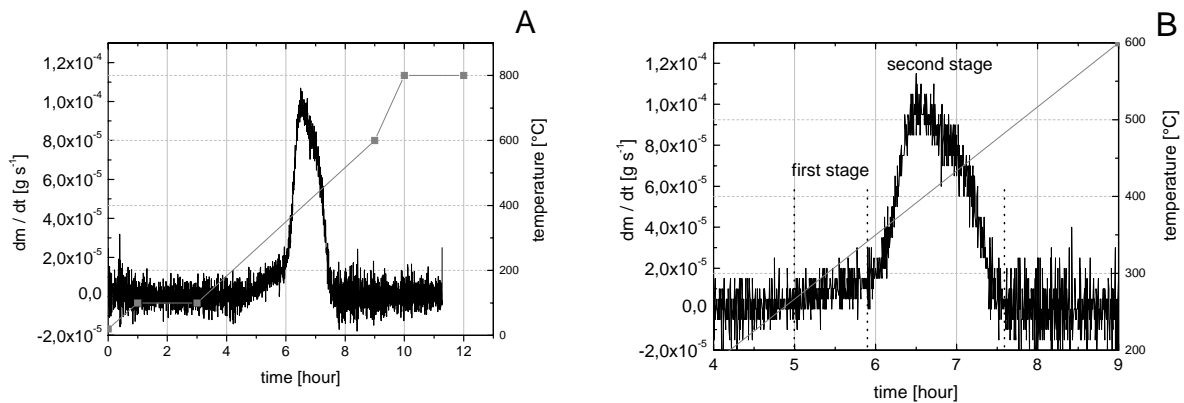 A
1,2x10⁻⁴
1,0x10⁻⁴
8,0x10⁻⁵
6,0x10⁻⁵
4,0x10⁻⁵
2,0x10⁻⁵
0,0
-2,0x10⁻⁵
dm / dt [g s⁻¹]
0 2 4 6 8 10 12
time [hour]
800
700
600
500
400
300
200
100
0
temperature [°C]
B
second stage
first stage
1,2x10⁻⁴
1,0x10⁻⁴
8,0x10⁻⁵
6,0x10⁻⁵
4,0x10⁻⁵
2,0x10⁻⁵
0,0
-2,0x10⁻⁵
dm / dt [g s⁻¹]
4 5 6 7 8 9
time [hour]
600
500
400
300
200
temperature [°C]